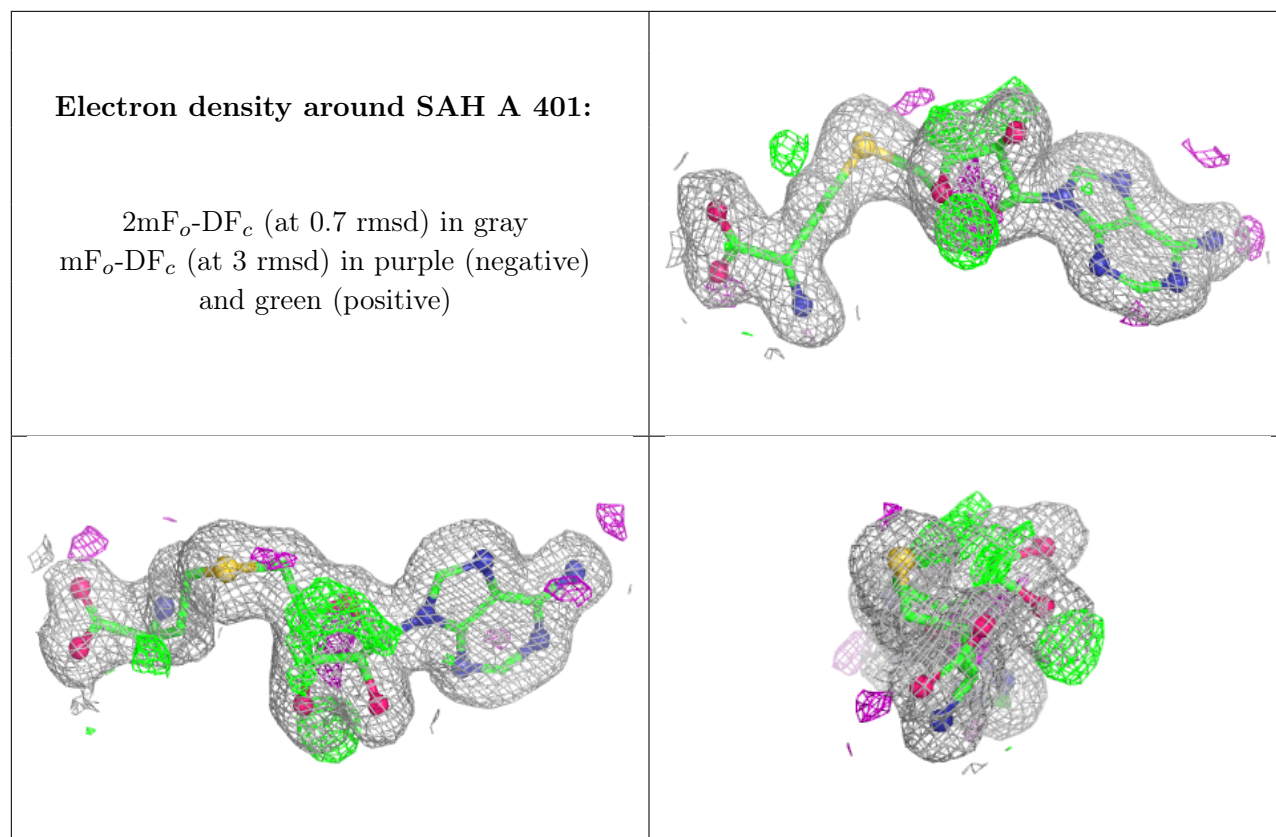 Electron density around SAH A 401:
2mFo-DFc (at 0.7 rmsd) in gray
mFo-DFc (at 3 rmsd) in purple (negative)
and green (positive)